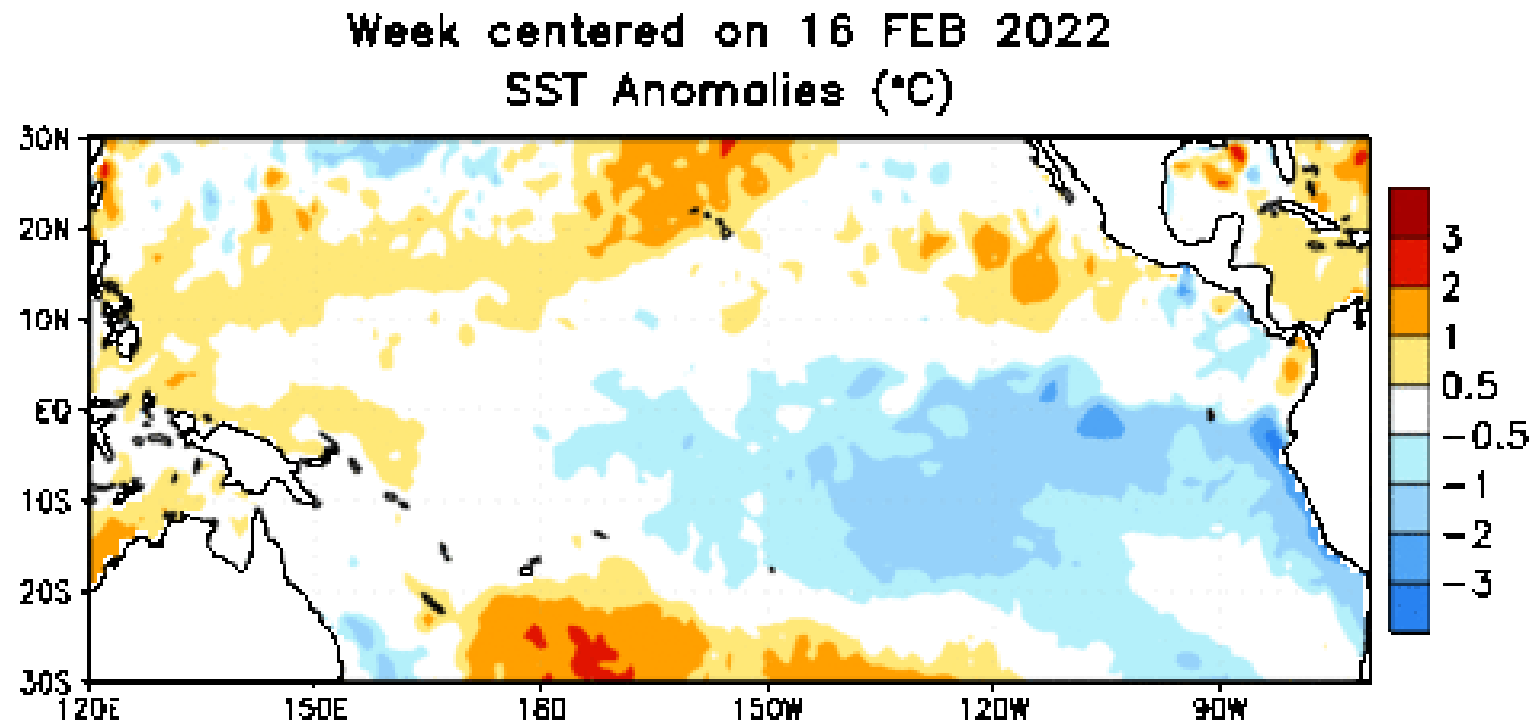 Week centered on 16 FEB 2022
SST Anomalies (°C)
30N
20N
10N
EQ
10S
20S
30S
120E
150E
180
150W
120W
90W
3
2
1
0.5
−0.5
−1
−2
−3